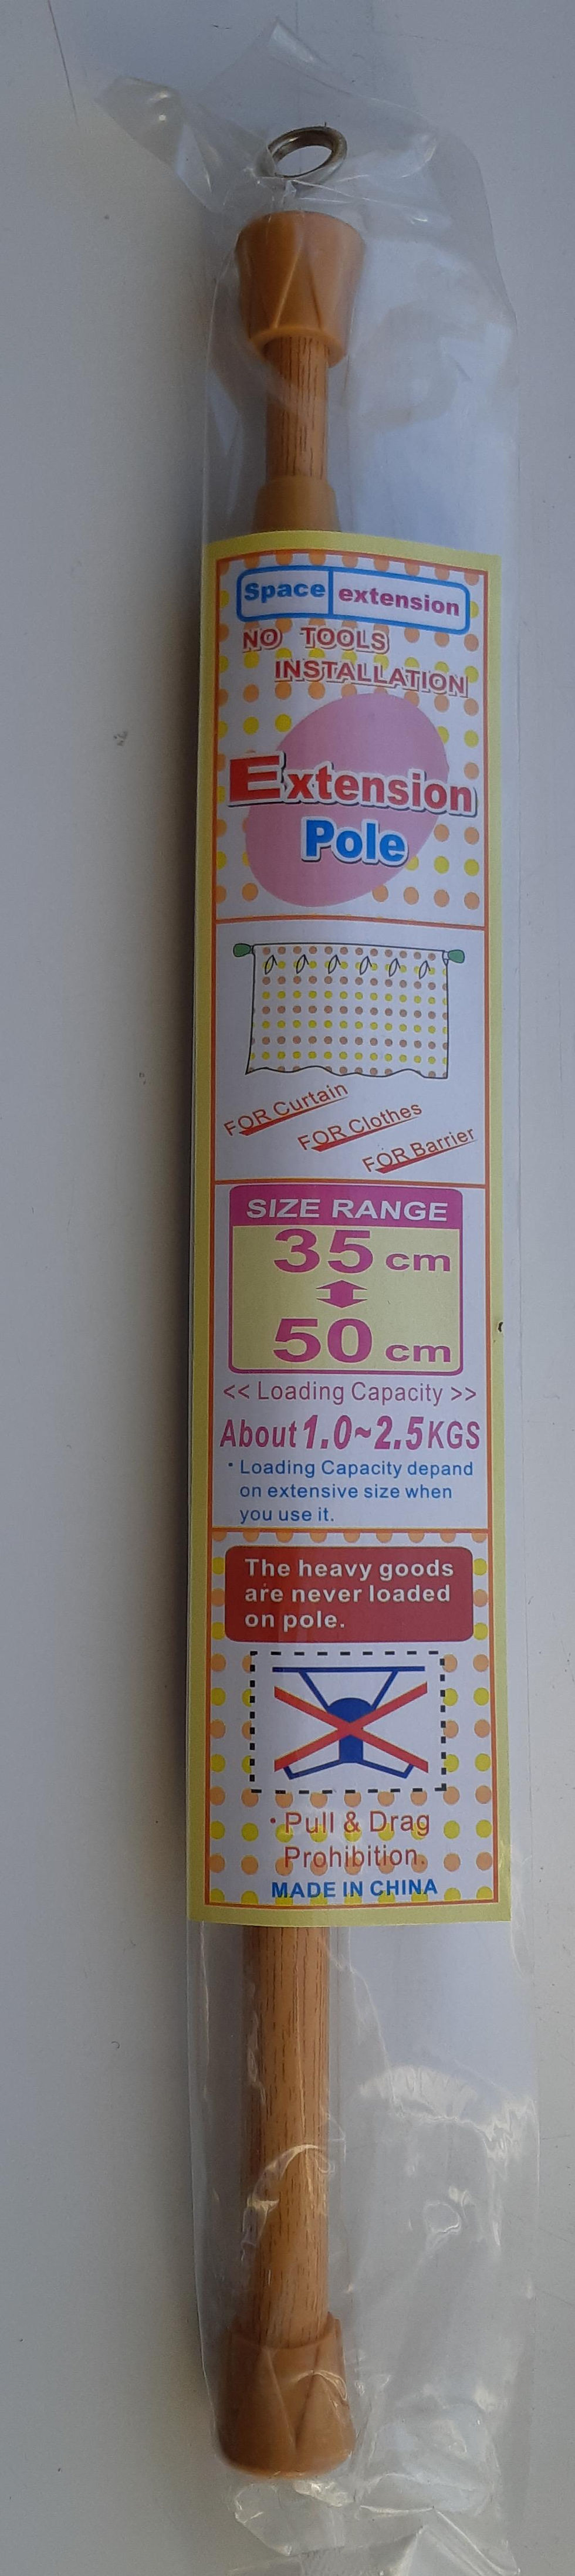 Space extension
NO TOOLS
INSTALLATION
Extension
Pole
FOR Curtain
FOR Clothes
FOR Barrier
SIZE RANGE
35 cm
50 cm
<< Loading Capacity >>
About 1.0~2.5KGS
· Loading Capacity depand
on extensive size when
you use it.
The heavy goods
are never loaded
on pole.
· Pull & Drag
Prohibition.
MADE IN CHINA